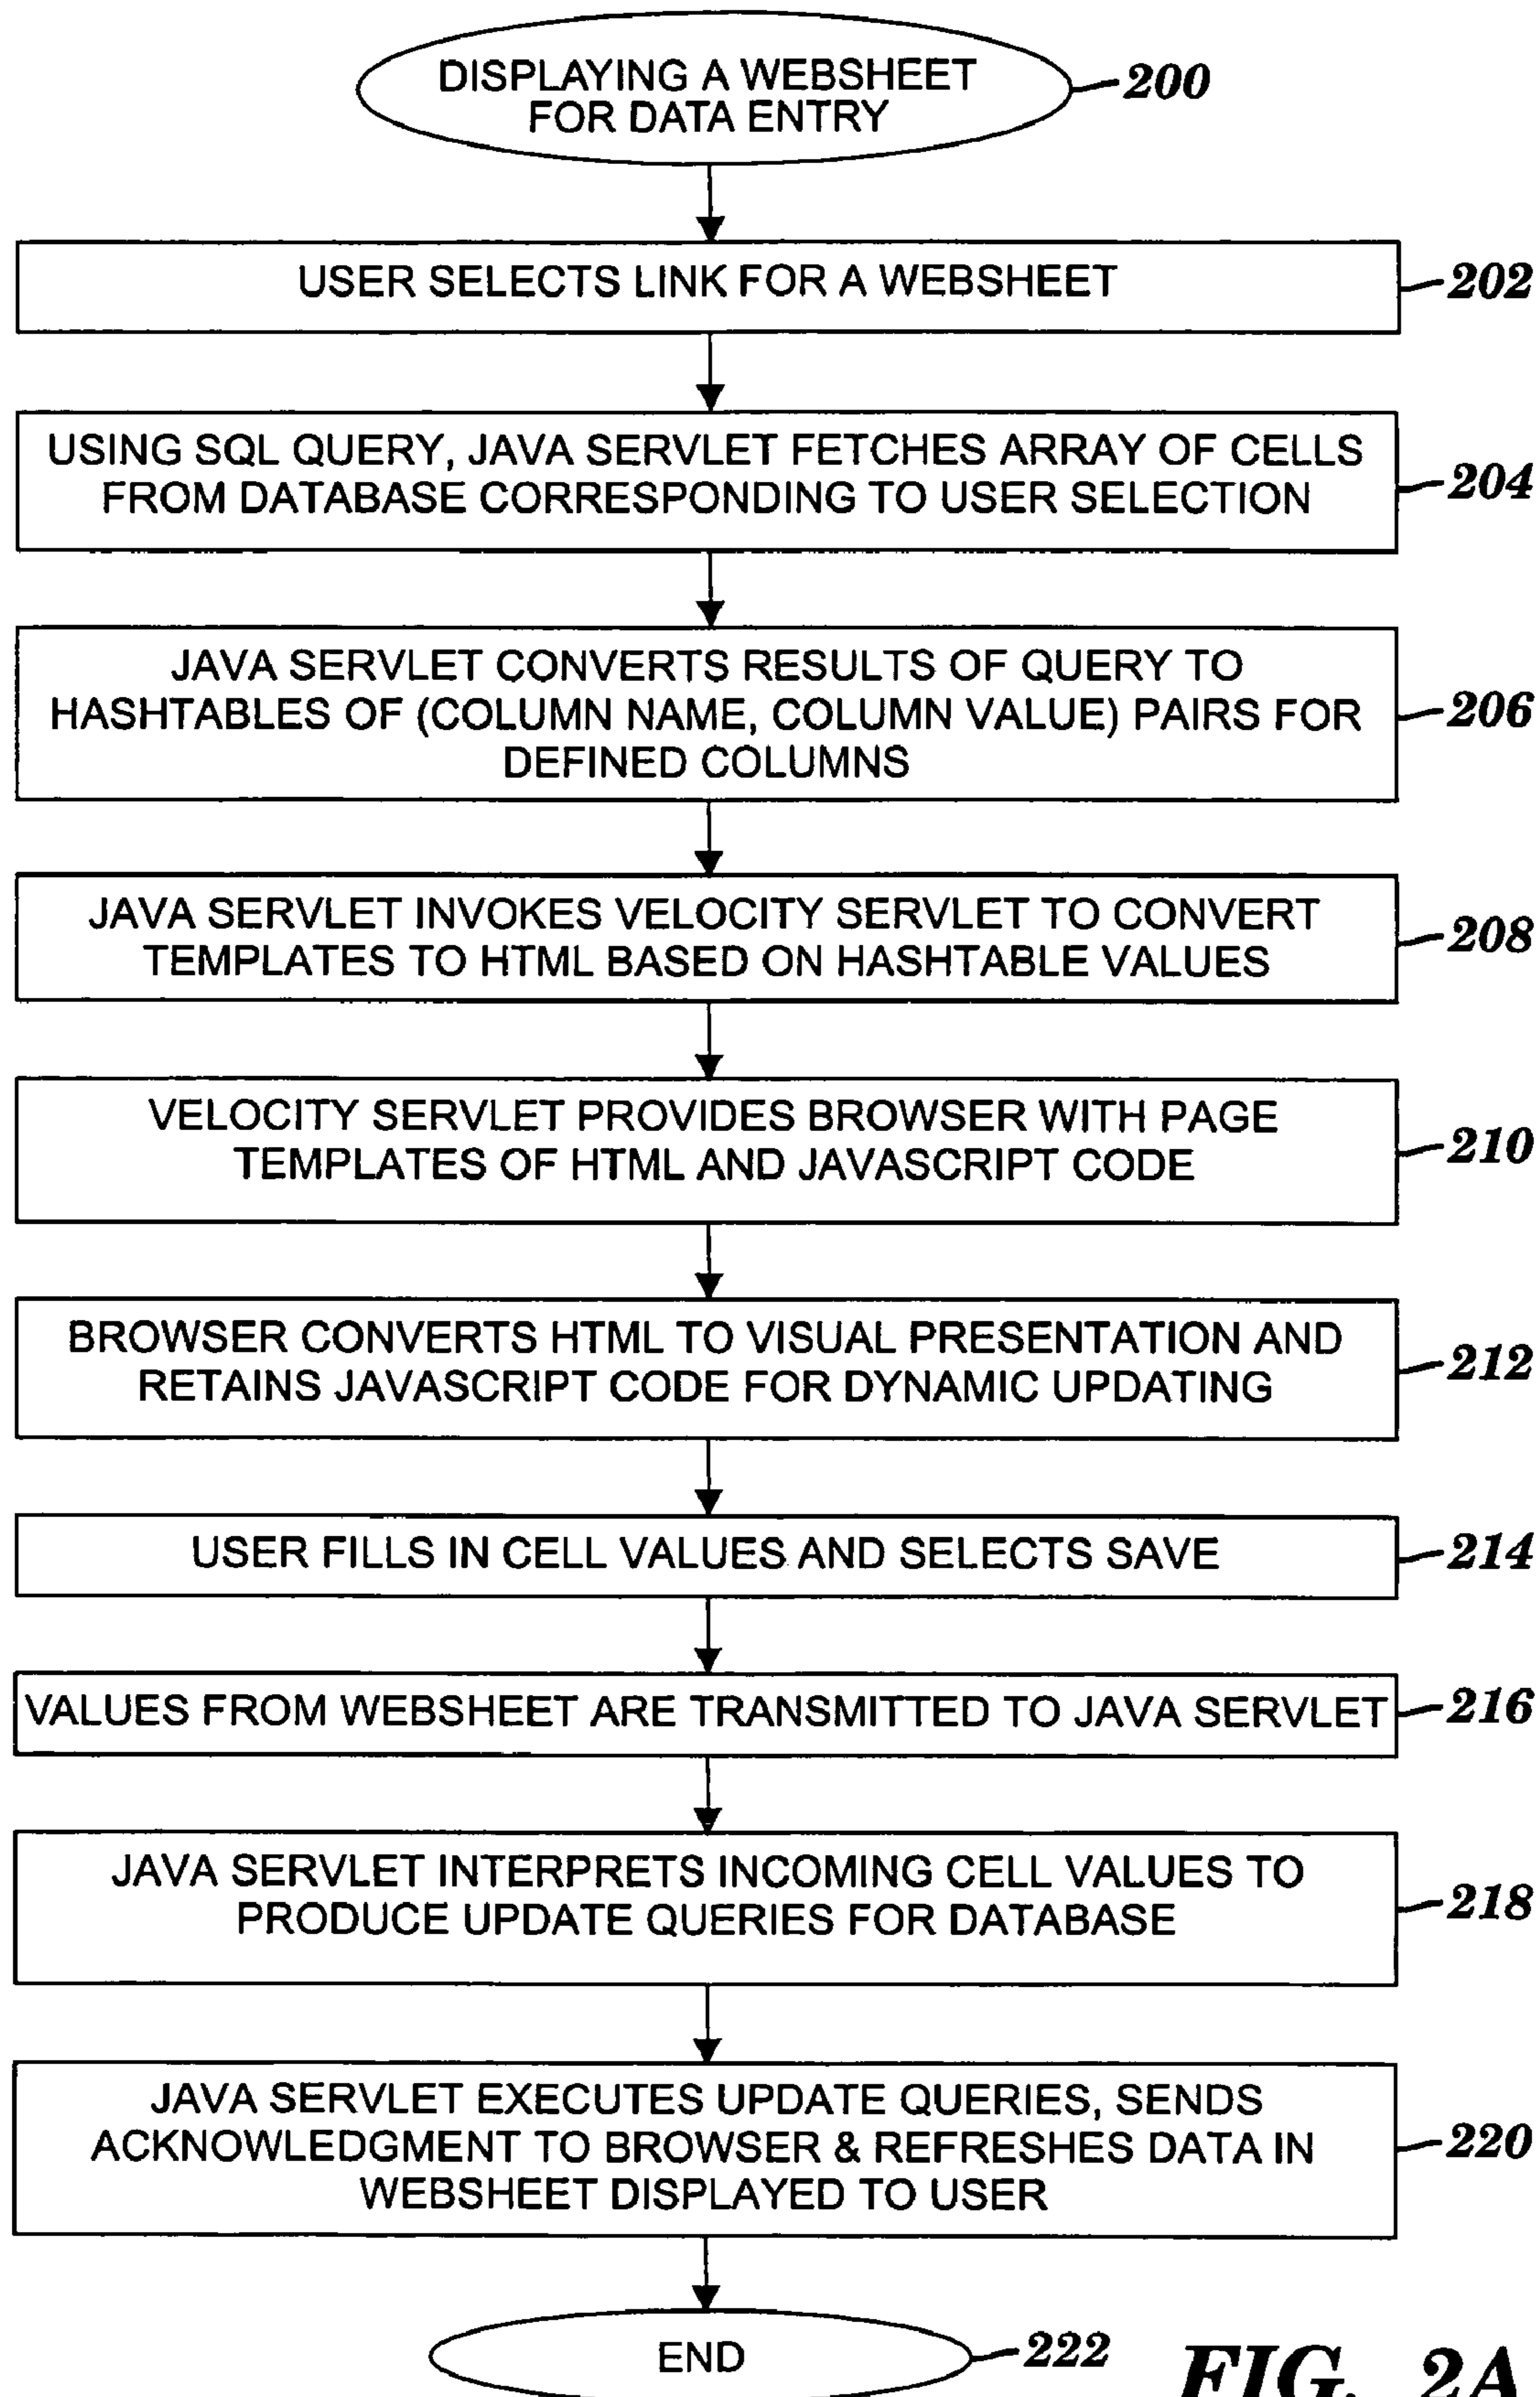 DISPLAYING A WEBSHEET
FOR DATA ENTRY
200
USER SELECTS LINK FOR A WEBSHEET
202
USING SQL QUERY, JAVA SERVLET FETCHES ARRAY OF CELLS
FROM DATABASE CORRESPONDING TO USER SELECTION
204
JAVA SERVLET CONVERTS RESULTS OF QUERY TO
HASHTABLES OF (COLUMN NAME, COLUMN VALUE) PAIRS FOR
DEFINED COLUMNS
206
JAVA SERVLET INVOKES VELOCITY SERVLET TO CONVERT
TEMPLATES TO HTML BASED ON HASHTABLE VALUES
208
VELOCITY SERVLET PROVIDES BROWSER WITH PAGE
TEMPLATES OF HTML AND JAVASCRIPT CODE
210
BROWSER CONVERTS HTML TO VISUAL PRESENTATION AND
RETAINS JAVASCRIPT CODE FOR DYNAMIC UPDATING
212
USER FILLS IN CELL VALUES AND SELECTS SAVE
214
VALUES FROM WEBSHEET ARE TRANSMITTED TO JAVA SERVLET
216
JAVA SERVLET INTERPRETS INCOMING CELL VALUES TO
PRODUCE UPDATE QUERIES FOR DATABASE
218
JAVA SERVLET EXECUTES UPDATE QUERIES, SENDS
ACKNOWLEDGMENT TO BROWSER & REFRESHES DATA IN
WEBSHEET DISPLAYED TO USER
220
END
222
FIG. 2A